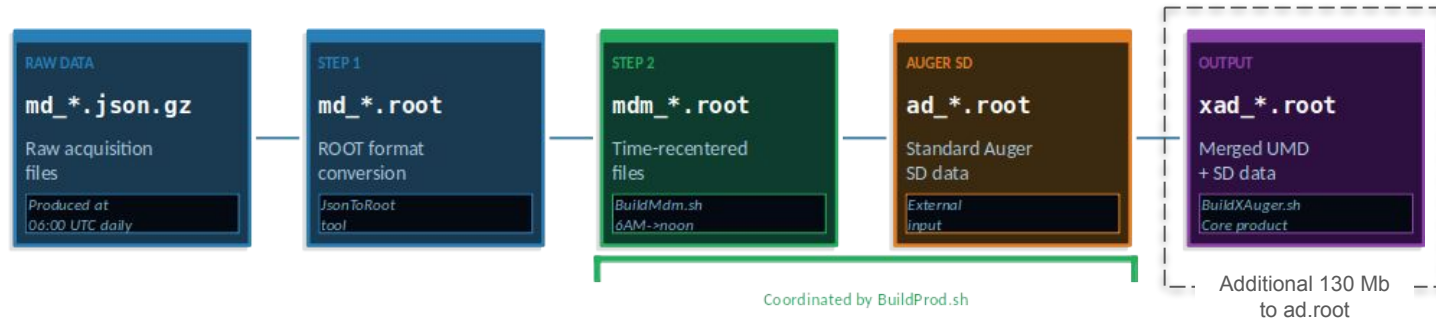 RAW DATA
md_*.json.gz
Raw acquisition
files
Produced at
06:00 UTC daily
STEP 1
md_*.root
ROOT format
conversion
JsonToRoot
tool
STEP 2
mdm_*.root
Time-recentered
files
BuildMdm.sh
6AM->noon
AUGER SD
ad_*.root
Standard Auger
SD data
External
input
OUTPUT
xad_*.root
Merged UMD
+ SD data
BuildXAuger.sh
Core product
Coordinated by BuildProd.sh
Additional 130 Mb
to ad.root